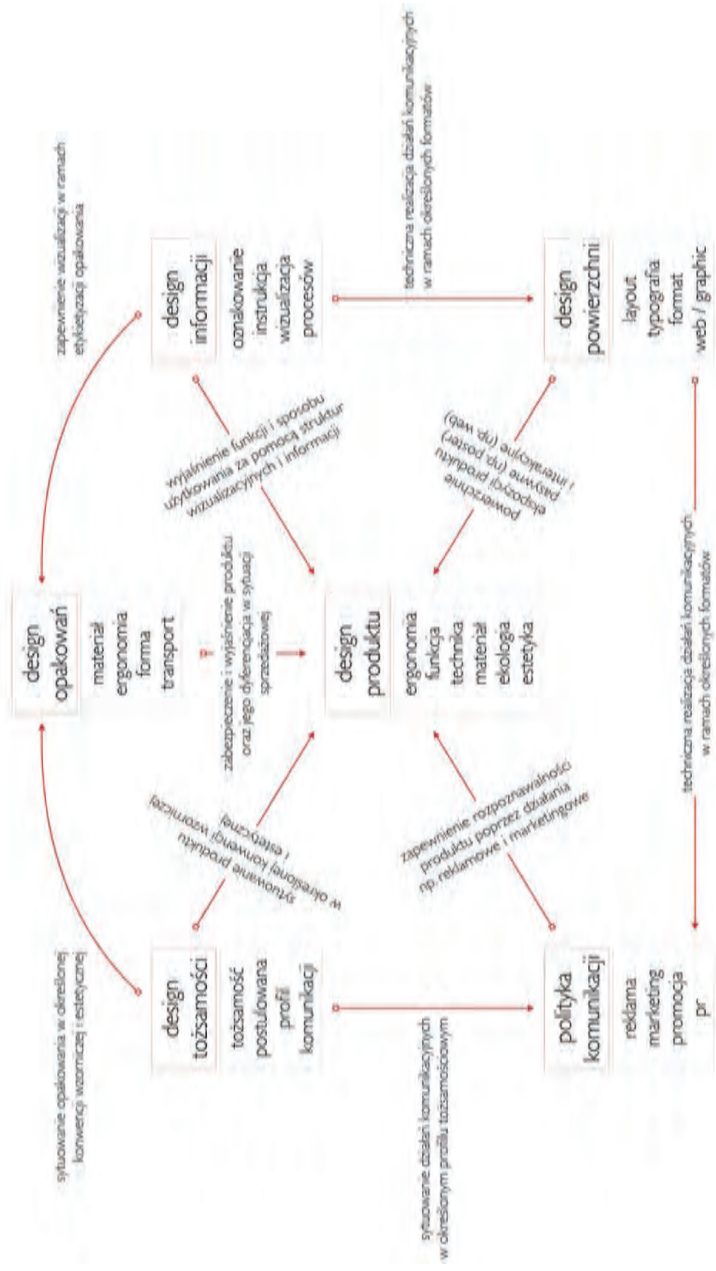 sytuowanie opakowania w określonej
konwencji wzorniczej i estetycznej
design
opakowań
materiał
ergonomia
forma
transport
zapewnienie wizualizacji w ramach
etykietyzacji opakowania
design
tożsamości
tożsamość
postulowana
profil
komunikacji
sytuowanie produktu
w określonej konwencji wzorniczej
i estetycznej
zabezpieczenie i wyjaśnienie produktu
oraz jego dyferencjacja w sytuacji
sprzedażowej
wyjaśnienie funkcji i sposobu
użytkowania za pomocą struktur
wizualizacyjnych i informacji
design
informacji
oznakowanie
instrukcja
wizualizacja
procesów
design
produktu
ergonomia
funkcja
technika
materiał
ekologia
estetyka
sytuowanie działań komunikacyjnych
w określonym profilu tożsamościowym
zapewnienie rozpoznawalności
produktu poprzez działania
np. reklamowe i marketingowe
powierzchnie
ekspozycji produktu
pasywne (np. poster)
i interakcyjne (np. web)
techniczna realizacja działań komunikacyjnych
w ramach określonych formatów
polityka
komunikacji
reklama
marketing
promocja
pr
design
powierzchni
layout
typografia
format
web / graphic
techniczna realizacja działań komunikacyjnych
w ramach określonych formatów